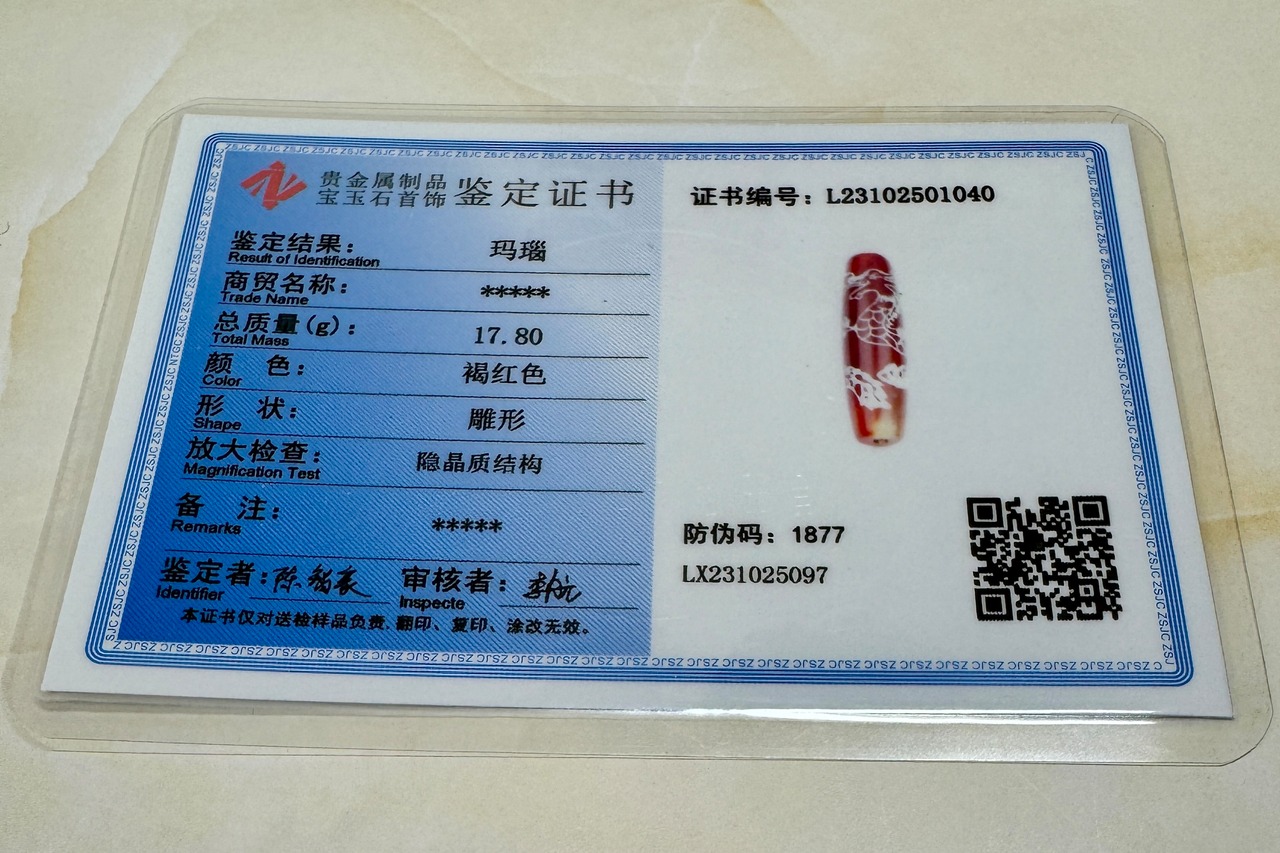 贵金属制品
宝玉石首饰 鉴定证书
鉴定结果: 玛瑙
Result of Identification
商贸名称: *****
Trade Name
总质量(g): 17.80
Total Mass
颜 色: 褐红色
Color
形 状: 雕形
Shape
放大检查: 隐晶质结构
Magnification Test
备 注: *****
Remarks
鉴定者: 审核者:
Identifier Inspecte
本证书仅对送检样品负责,翻印、复印、涂改无效。
证书编号: L23102501040
防伪码: 1877
LX231025097